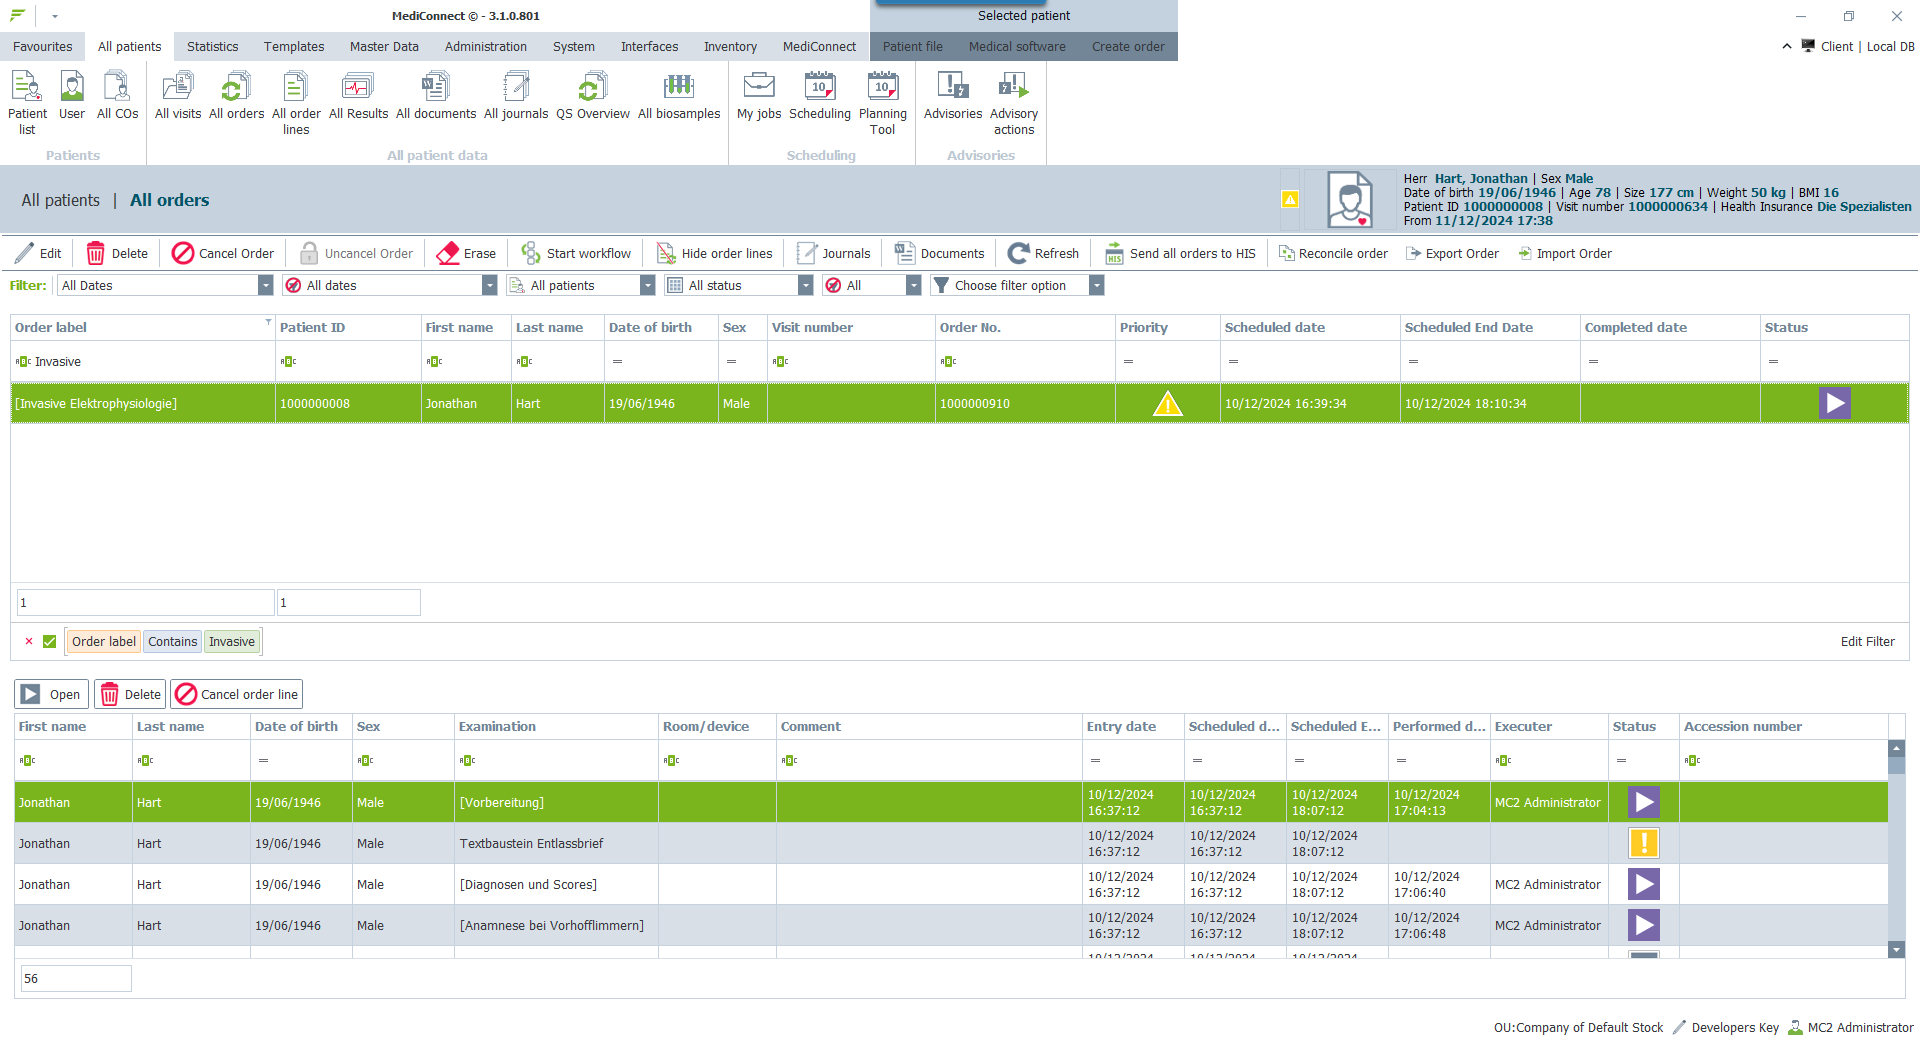 MediConnect © - 3.1.0.801
Selected patient
Favourites All patients Statistics Templates Master Data Administration System Interfaces Inventory MediConnect Patient file Medical software Create order
Client | Local DB
Patient list
User
All COs
All visits
All orders
All order lines
All Results
All documents
All journals
QS Overview
All biosamples
My jobs
Scheduling
Planning Tool
Advisories
Advisory actions
Patients
All patient data
Scheduling
Advisories
All patients | All orders
Herr Hart, Jonathan | Sex Male
Date of birth 19/06/1946 | Age 78 | Size 177 cm | Weight 50 kg | BMI 16
Patient ID 1000000008 | Visit number 1000000634 | Health Insurance Die Spezialisten
From 11/12/2024 17:38
Edit Delete Cancel Order Uncancel Order Erase Start workflow Hide order lines Journals Documents Refresh Send all orders to HIS Reconcile order Export Order Import Order
Filter: All Dates All dates All patients All status All Choose filter option
Order label Patient ID First name Last name Date of birth Sex Visit number Order No. Priority Scheduled date Scheduled End Date Completed date Status
Invasive = = = = = = =
[Invasive Elektrophysiologie] 1000000008 Jonathan Hart 19/06/1946 Male 1000000910 10/12/2024 16:39:34 10/12/2024 18:10:34
1 1
Order label Contains Invasive Edit Filter
Open Delete Cancel order line
First name Last name Date of birth Sex Examination Room/device Comment Entry date Scheduled d... Scheduled E... Performed d... Executer Status Accession number
= = = = = =
Jonathan Hart 19/06/1946 Male [Vorbereitung] 10/12/2024 16:37:12 10/12/2024 16:37:12 10/12/2024 18:07:12 10/12/2024 17:04:13 MC2 Administrator
Jonathan Hart 19/06/1946 Male Textbaustein Entlassbrief 10/12/2024 16:37:12 10/12/2024 16:37:12 10/12/2024 18:07:12
Jonathan Hart 19/06/1946 Male [Diagnosen und Scores] 10/12/2024 16:37:12 10/12/2024 16:37:12 10/12/2024 18:07:12 10/12/2024 17:06:40 MC2 Administrator
Jonathan Hart 19/06/1946 Male [Anamnese bei Vorhofflimmern] 10/12/2024 16:37:12 10/12/2024 16:37:12 10/12/2024 18:07:12 10/12/2024 17:06:48 MC2 Administrator
56
OU:Company of Default Stock Developers Key MC2 Administrator